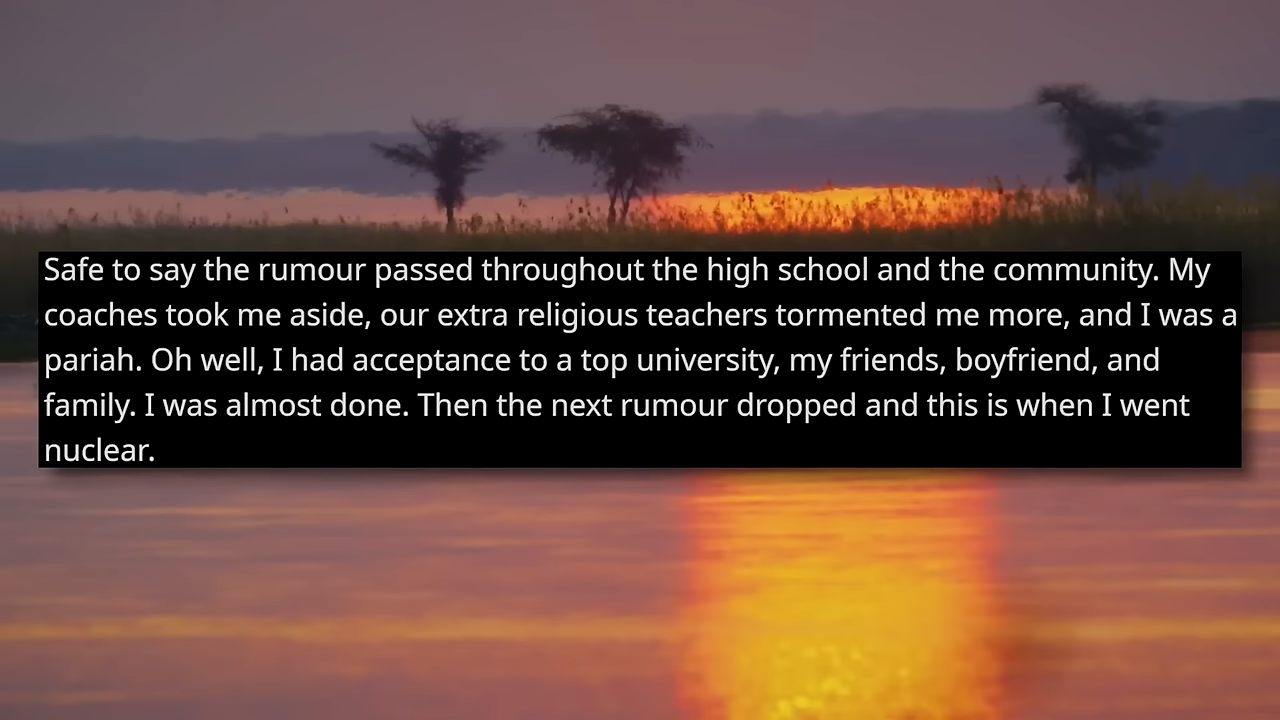 Safe to say the rumour passed throughout the high school and the community. My
coaches took me aside, our extra religious teachers tormented me more, and I was a
pariah. Oh well, I had acceptance to a top university, my friends, boyfriend, and
family. I was almost done. Then the next rumour dropped and this is when I went
nuclear.